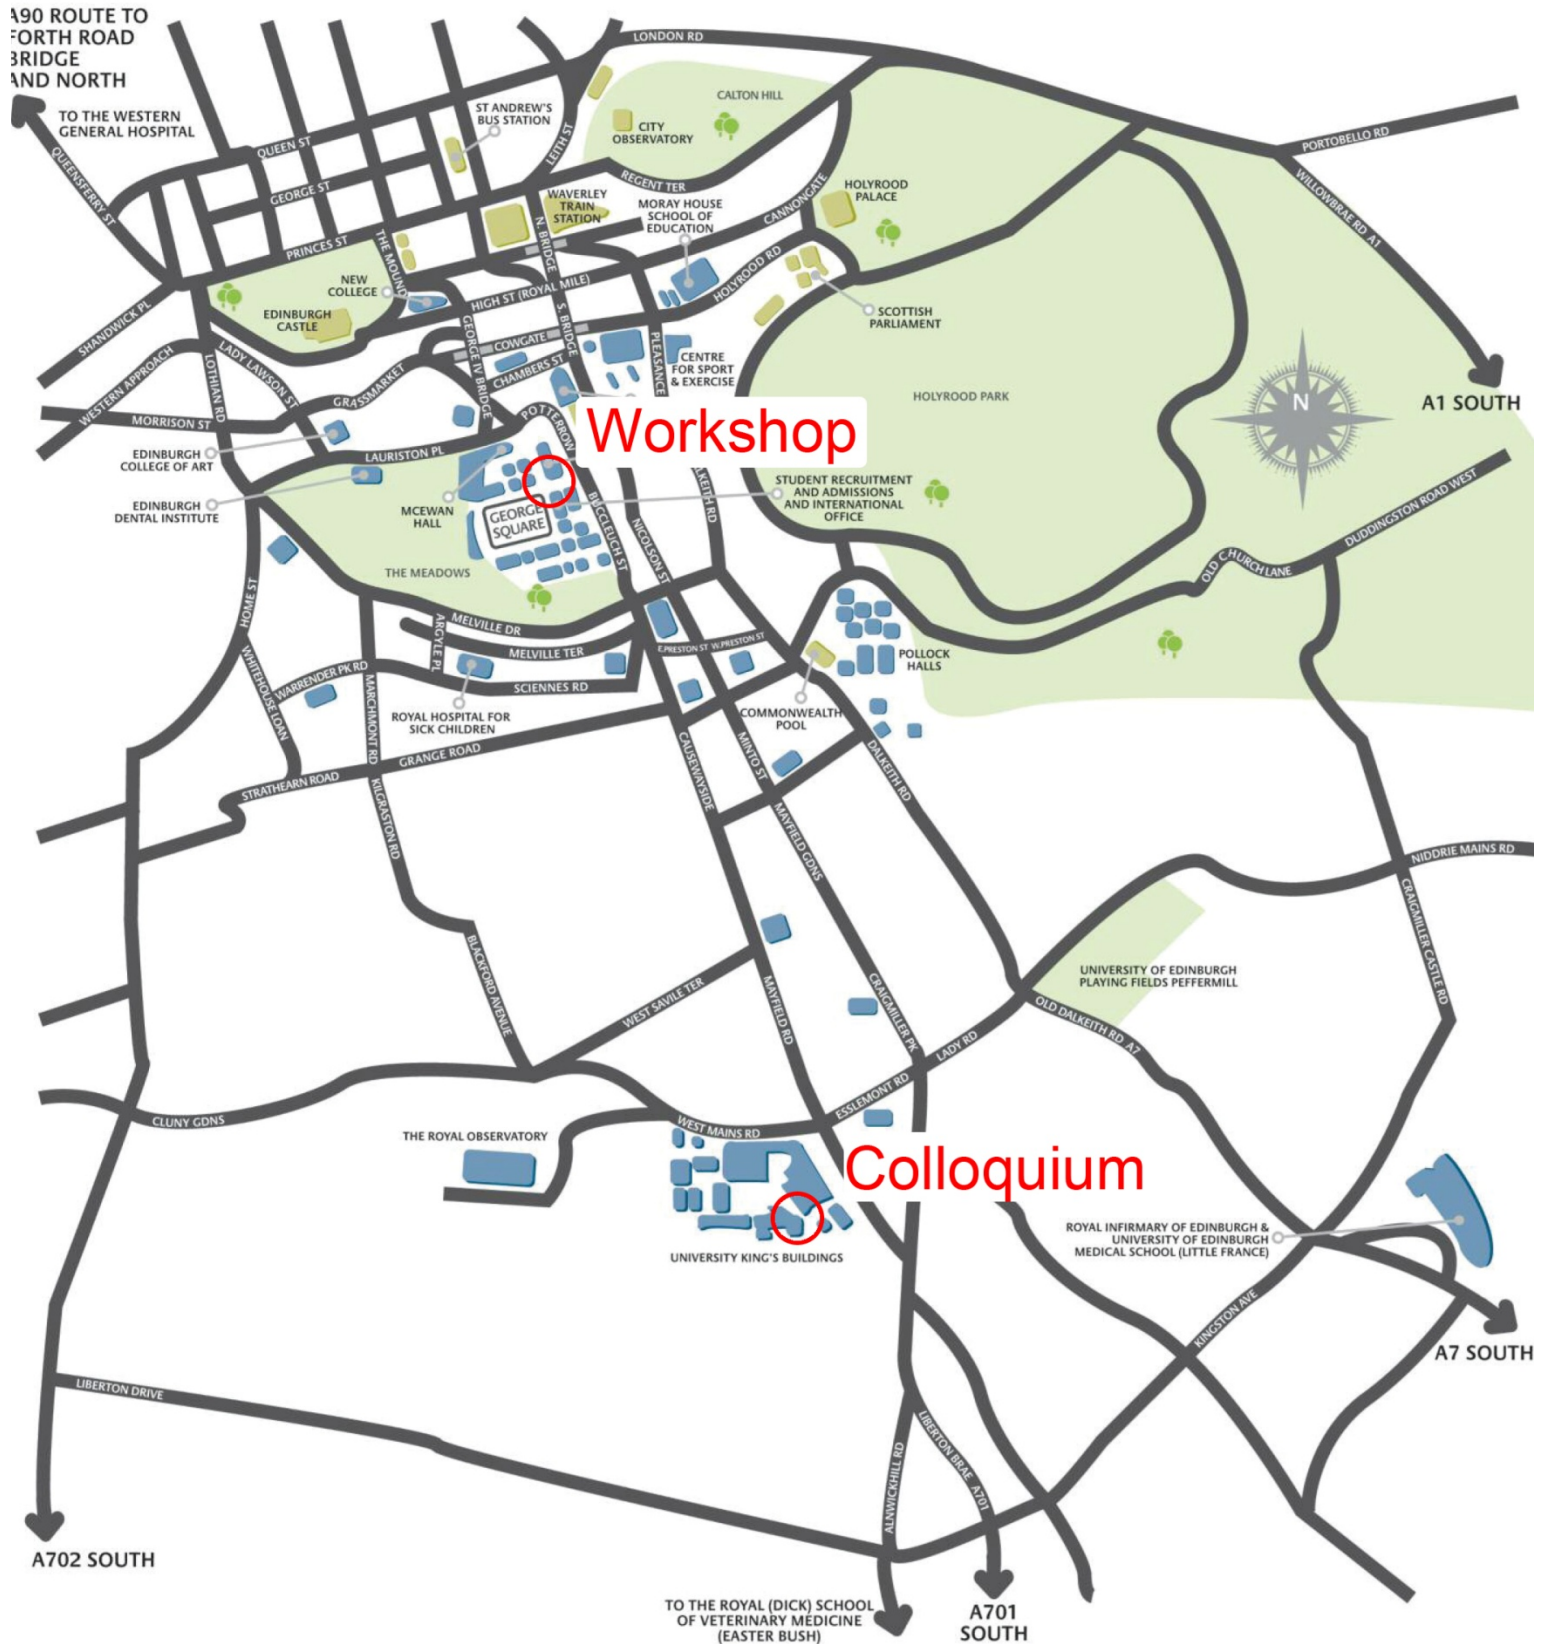 A90 ROUTE TO
FORTH ROAD
BRIDGE
AND NORTH
TO THE WESTERN
GENERAL HOSPITAL
QUEENSFERRY ST
QUEEN ST
GEORGE ST
PRINCES ST
THE MOUND
ST ANDREW'S
BUS STATION
LEITH ST
LONDON RD
CALTON HILL
CITY
OBSERVATORY
REGENT TER
WAVERLEY
TRAIN
STATION
N. BRIDGE
MORAY HOUSE
SCHOOL OF
EDUCATION
CANNONGATE
HOLYROOD
PALACE
HOLYROOD RD
SCOTTISH
PARLIAMENT
PORTOBELLO RD
WILLOWBRAE RD A1
A1 SOUTH
N
HOLYROOD PARK
SHANDWICK PL
WESTERN APPROACH
MORRISON ST
LOTHIAN RD
LADY LAWSON ST
EDINBURGH
CASTLE
NEW
COLLEGE
HIGH ST (ROYAL MILE)
GEORGE IV BRIDGE
COWGATE
CHAMBERS ST
S. BRIDGE
PLEASANCE
CENTRE
FOR SPORT
& EXERCISE
GRASSMARKET
POTTERROW
Workshop
EDINBURGH
COLLEGE OF ART
LAURISTON PL
EDINBURGH
DENTAL INSTITUTE
MCEWAN
HALL
GEORGE
SQUARE
BUCCLEUCH ST
NICOLSON ST
ALKEITH RD
STUDENT RECRUITMENT
AND ADMISSIONS
AND INTERNATIONAL
OFFICE
DUDDINGSTON ROAD WEST
OLD CHURCH LANE
THE MEADOWS
HOME ST
MELVILLE DR
ARGYLE PL
MELVILLE TER
E.PRESTON ST W.PRESTON ST
POLLOCK
HALLS
WHITEHOUSE LOAN
WARRENDER PK RD
MARCHMONT RD
SCIENNES RD
ROYAL HOSPITAL FOR
SICK CHILDREN
COMMONWEALTH
POOL
STRATHEARN ROAD
GRANGE ROAD
CAUSEWAYSIDE
MINTO ST
DALKEITH RD
KILGRASTON RD
MAYFIELD GDNS
NIDDRIE MAINS RD
CRAIGMILLER CASTLE RD
BLACKFORD AVENUE
WEST SAVILE TER
MAYFIELD RD
CRAIGMILLER PK
UNIVERSITY OF EDINBURGH
PLAYING FIELDS PEFFERMILL
OLD DALKEITH RD A7
LADY RD
ESSLEMONT RD
CLUNY GDNS
WEST MAINS RD
THE ROYAL OBSERVATORY
Colloquium
UNIVERSITY KING'S BUILDINGS
ROYAL INFIRMARY OF EDINBURGH &
UNIVERSITY OF EDINBURGH
MEDICAL SCHOOL (LITTLE FRANCE)
KINGSTON AVE
A7 SOUTH
LIBERTON DRIVE
ALNWICKHILL RD
LIBERTON BRAE A701
A702 SOUTH
TO THE ROYAL (DICK) SCHOOL
OF VETERINARY MEDICINE
(EASTER BUSH)
A701
SOUTH